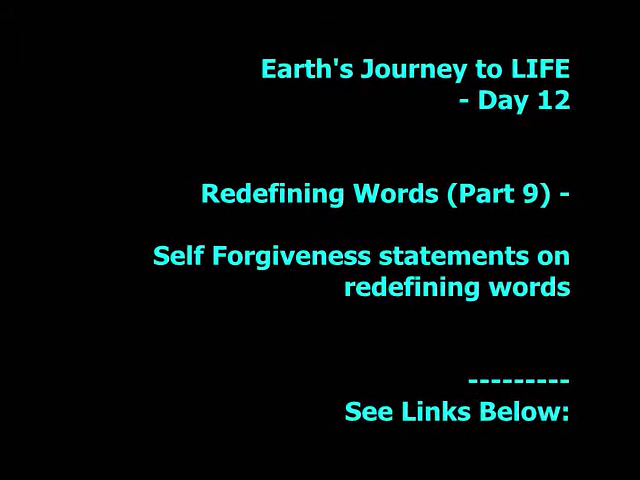 Earth's Journey to LIFE
- Day 12
Redefining Words (Part 9) -
Self Forgiveness statements on
redefining words
---------
See Links Below: